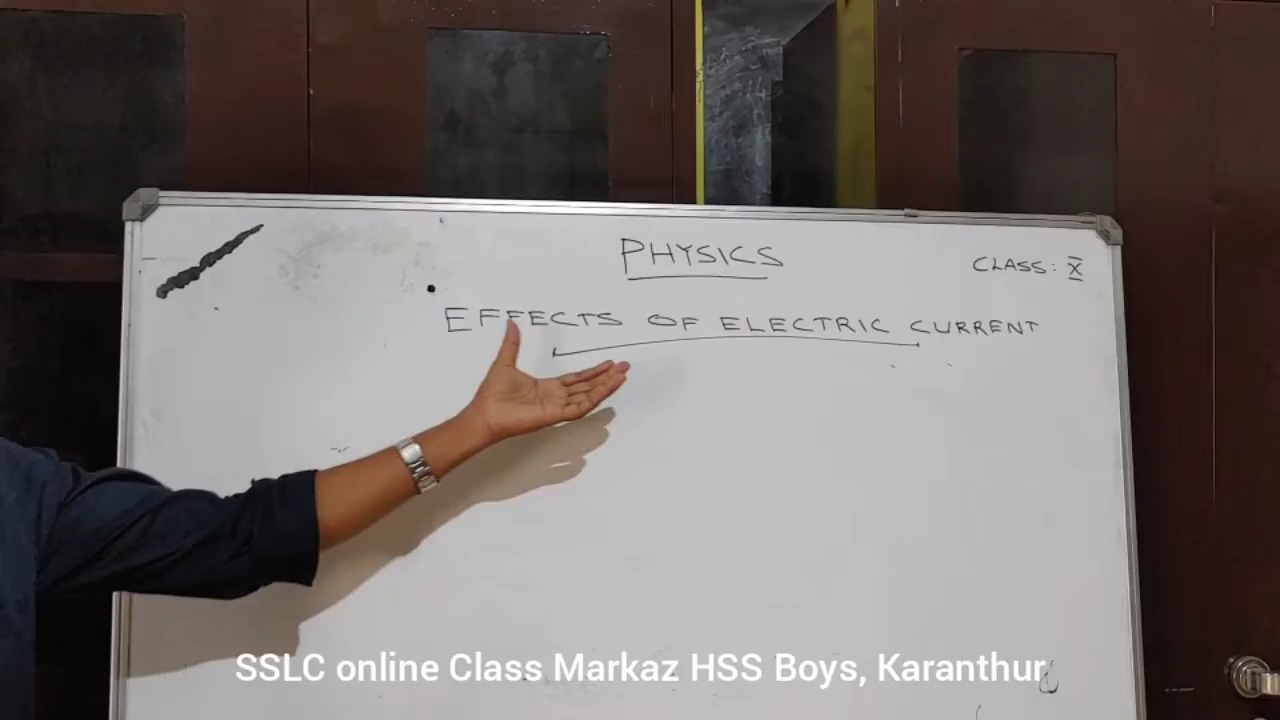 PHYSICS
CLASS: X
EFFECTS OF ELECTRIC CURRENT
SSLC online Class Markaz HSS Boys, Karanthur